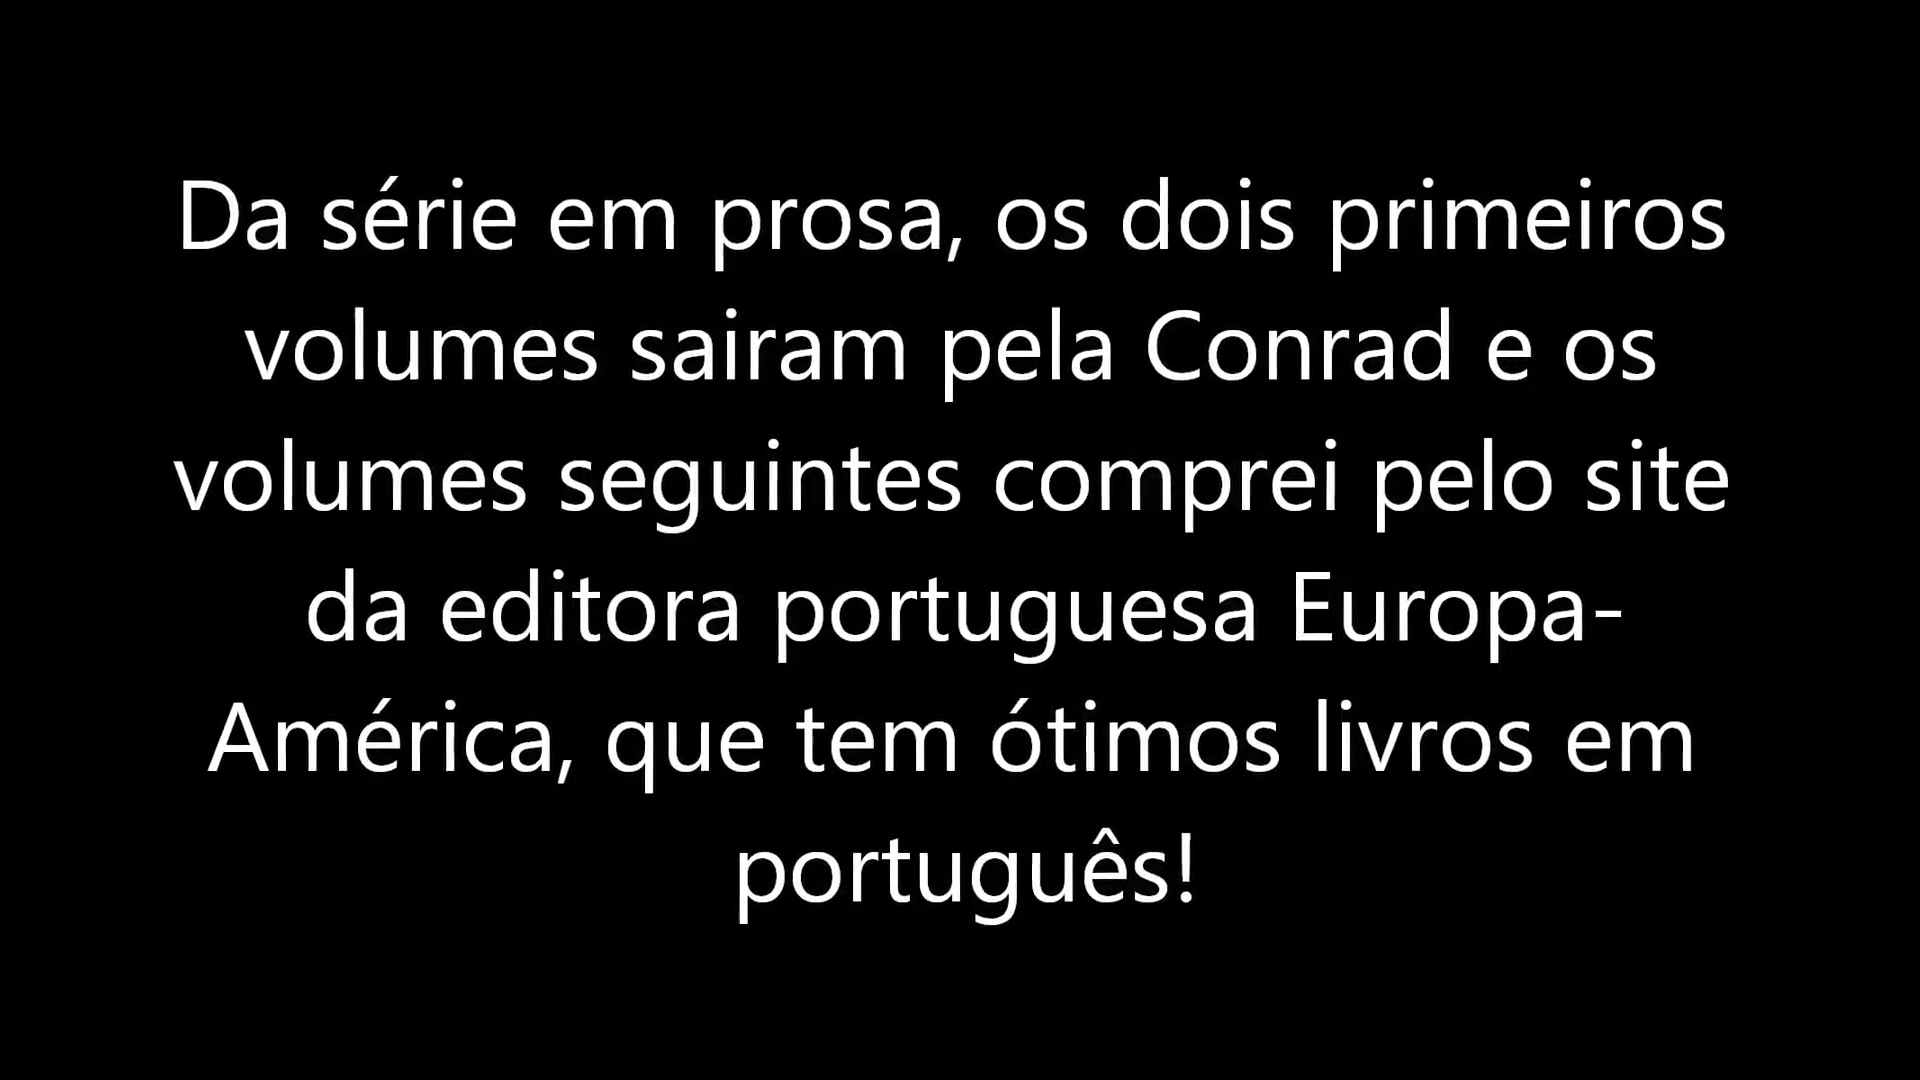 Da série em prosa, os dois primeiros
volumes sairam pela Conrad e os
volumes seguintes comprei pelo site
da editora portuguesa Europa-
América, que tem ótimos livros em
português!